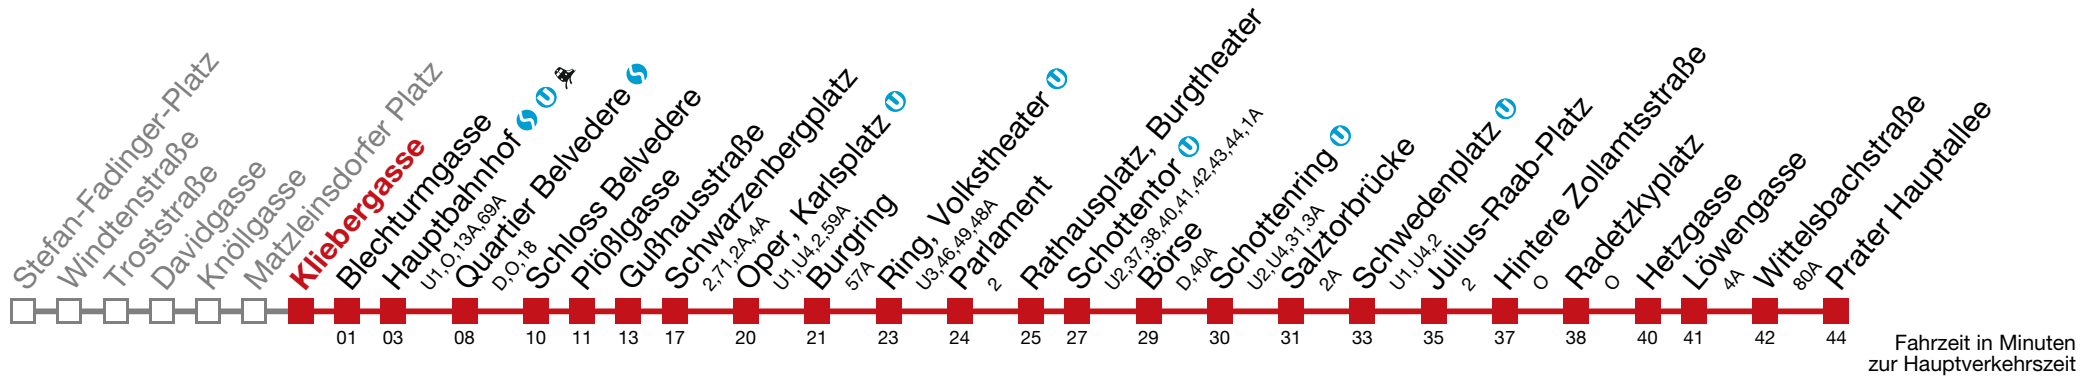 Stefan-Fadinger-Platz
Windtenstraße
Troststraße
Davidgasse
Knöllgasse
Matzleinsdorfer Platz
Kliebergasse
Blechturmgasse
Hauptbahnhof
U1,O,13A,69A
Quartier Belvedere
D,O,18
Schloss Belvedere
Plößlgasse
Gußhausstraße
Schwarzenbergplatz
2,71,2A,4A
Oper, Karlsplatz
U1,U4,2,59A
Burgring
57A
Ring, Volkstheater
U3,46,49,48A
Parlament
2
Rathausplatz, Burgtheater
Schottentor
U2,37,38,40,41,42,43,44,1A
Börse
D,40A
Schottenring
U2,U4,31,3A
Salztorbrücke
2A
Schwedenplatz
U1,U4,2
Julius-Raab-Platz
2
Hintere Zollamtsstraße
O
Radetzkyplatz
O
Hetzgasse
Löwengasse
4A
Wittelsbachstraße
80A
Prater Hauptallee
01 03 08 10 11 13 17 20 21 23 24 25 27 29 30 31 33 35 37 38 40 41 42 44
Fahrzeit in Minuten
zur Hauptverkehrszeit